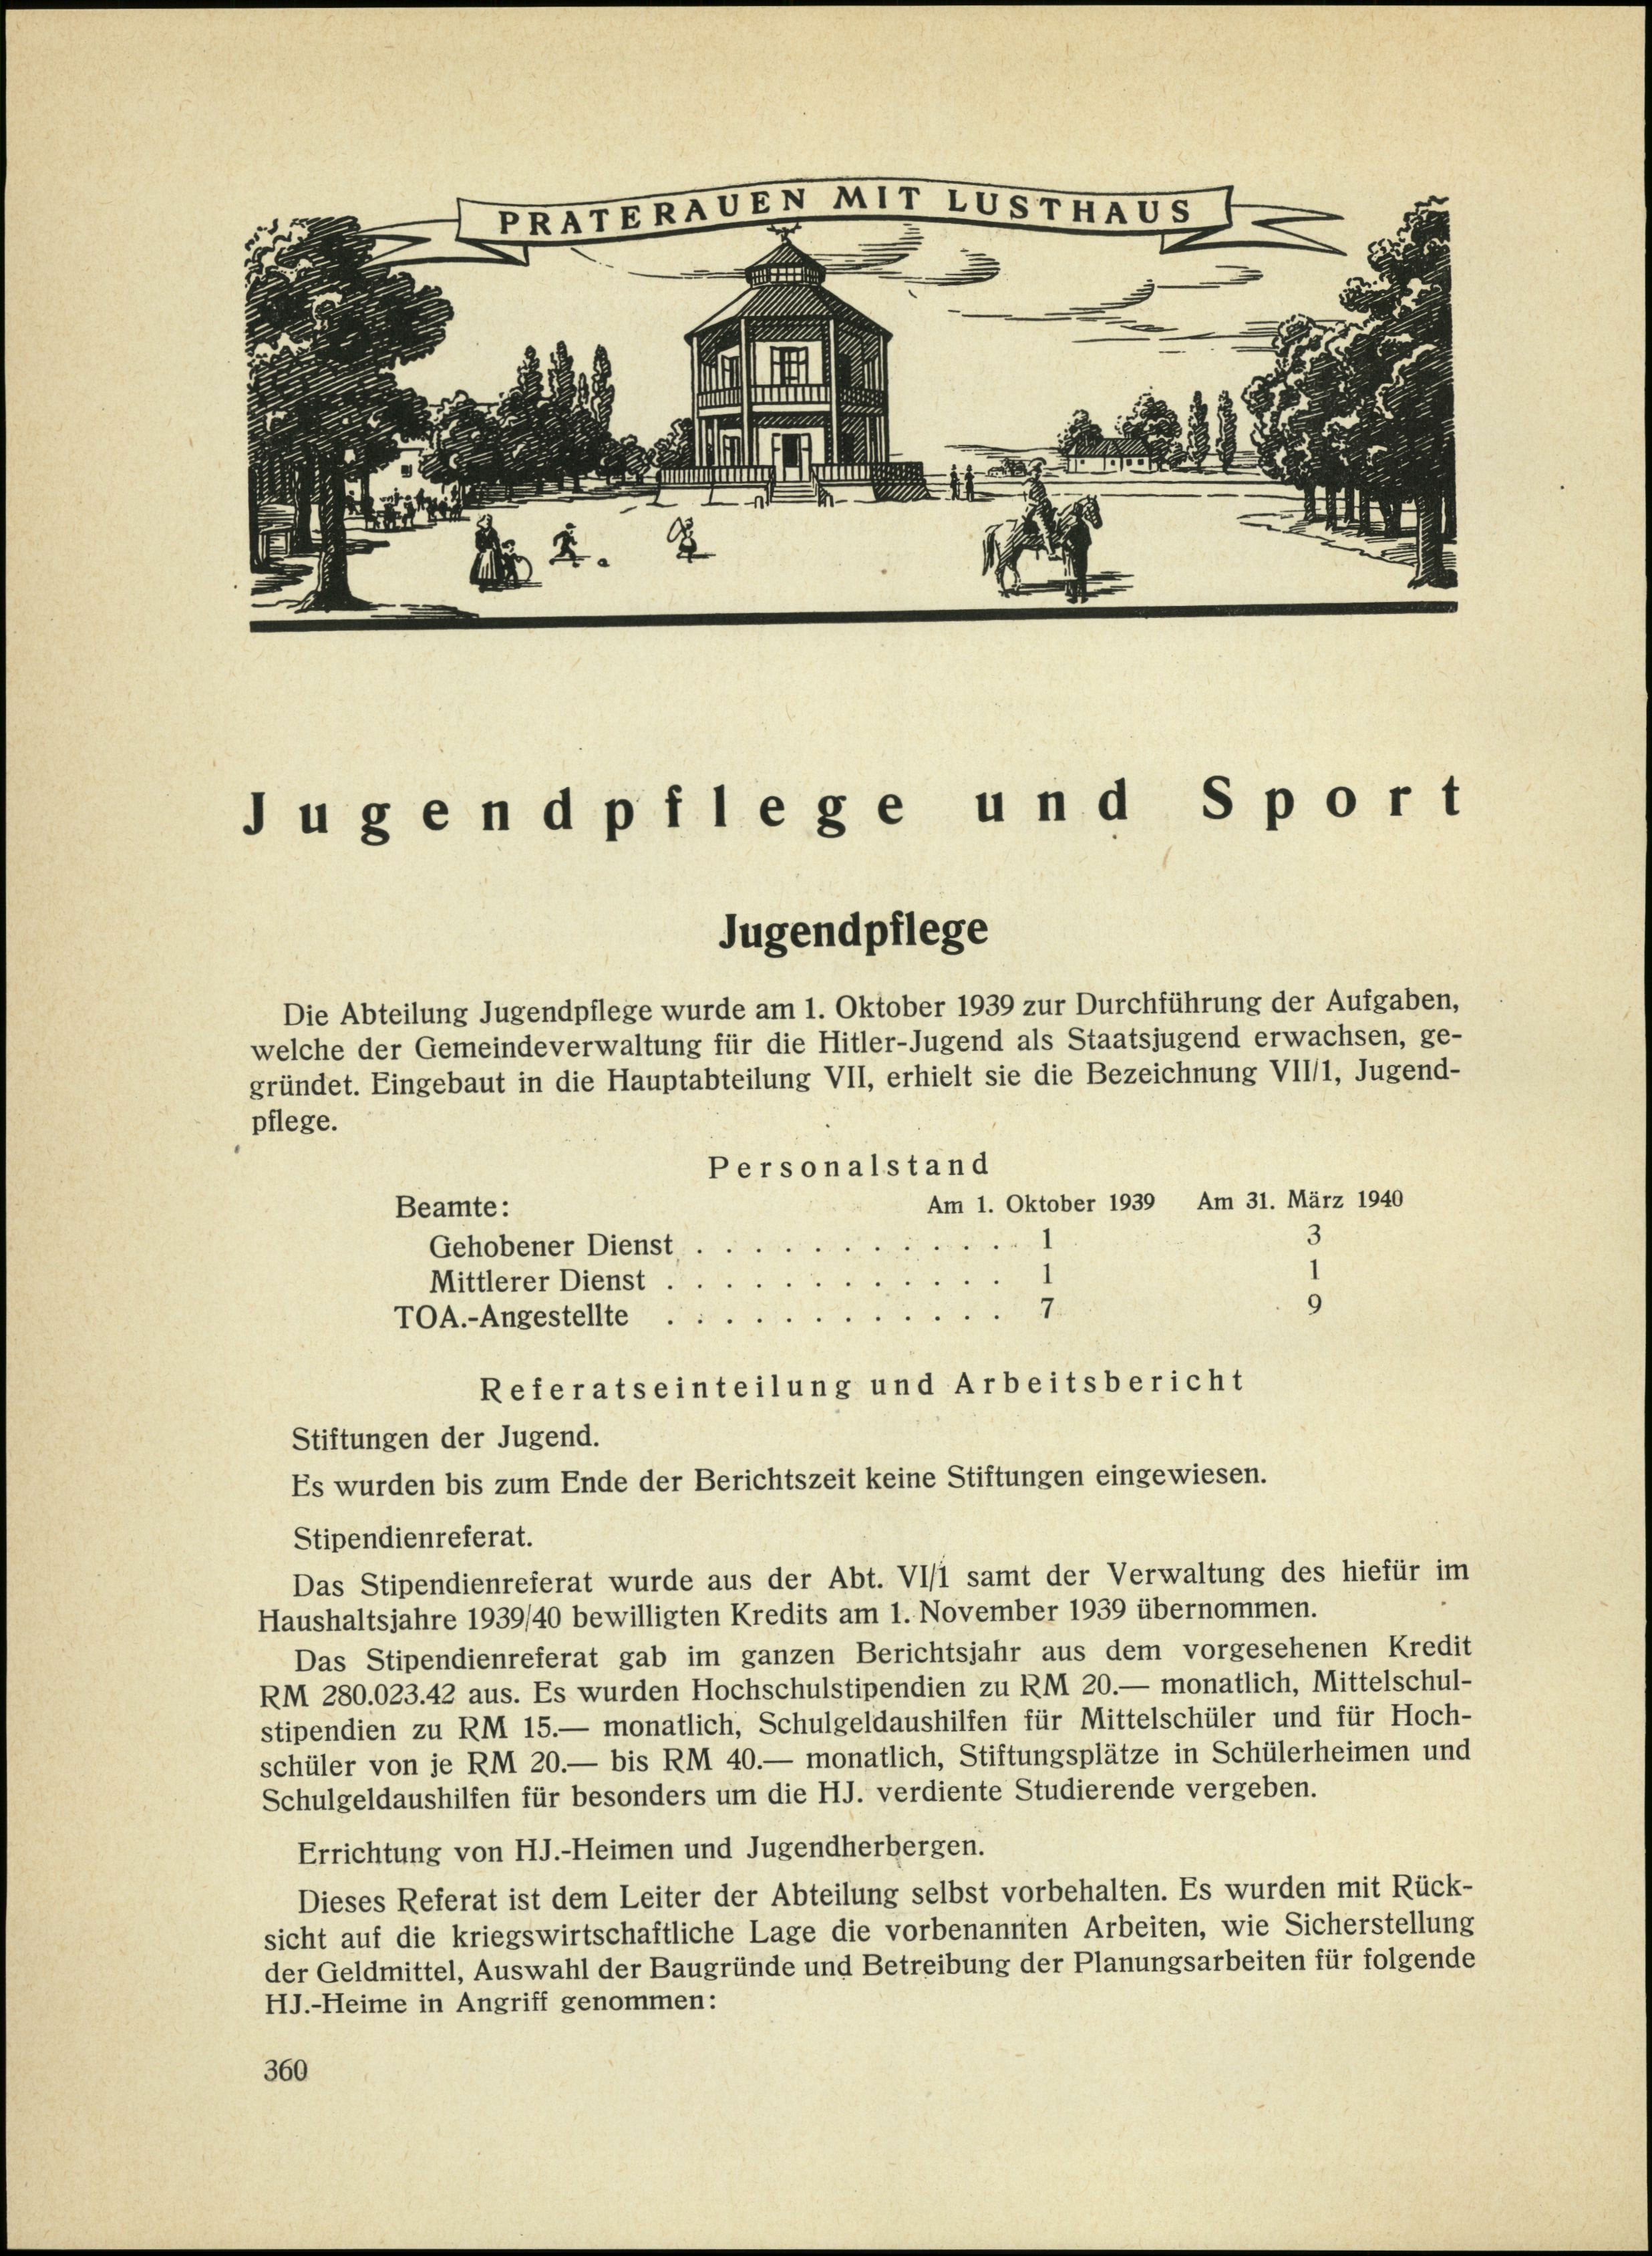 PRATERAUEN MIT LUSTHAUS
Jugendpflege und Sport
Jugendpflege
Die Abteilung Jugendpflege wurde am 1. Oktober 1939 zur Durchführung der Aufgaben,
welche der Gemeindeverwaltung für die Hitler-Jugend als Staatsjugend erwachsen, ge-
gründet. Eingebaut in die Hauptabteilung VII, erhielt sie die Bezeichnung VII/1, Jugend-
pflege.
Personalstand
Beamte: Am 1. Oktober 1939 Am 31. März 1940
Gehobener Dienst . . . . . . . . . . . . 1 3
Mittlerer Dienst . . . . . . . . . . . . 1 1
TOA.-Angestellte . . . . . . . . . . . . 7 9
Referatseinteilung und Arbeitsbericht
Stiftungen der Jugend.
Es wurden bis zum Ende der Berichtszeit keine Stiftungen eingewiesen.
Stipendienreferat.
Das Stipendienreferat wurde aus der Abt. VI/1 samt der Verwaltung des hiefür im
Haushaltsjahre 1939/40 bewilligten Kredits am 1. November 1939 übernommen.
Das Stipendienreferat gab im ganzen Berichtsjahr aus dem vorgesehenen Kredit
RM 280.023.42 aus. Es wurden Hochschulstipendien zu RM 20.— monatlich, Mittelschul-
stipendien zu RM 15.— monatlich, Schulgeldaushilfen für Mittelschüler und für Hoch-
schüler von je RM 20.— bis RM 40.— monatlich, Stiftungsplätze in Schülerheimen und
Schulgeldaushilfen für besonders um die HJ. verdiente Studierende vergeben.
Errichtung von HJ.-Heimen und Jugendherbergen.
Dieses Referat ist dem Leiter der Abteilung selbst vorbehalten. Es wurden mit Rück-
sicht auf die kriegswirtschaftliche Lage die vorbenannten Arbeiten, wie Sicherstellung
der Geldmittel, Auswahl der Baugründe und Betreibung der Planungsarbeiten für folgende
HJ.-Heime in Angriff genommen:
360